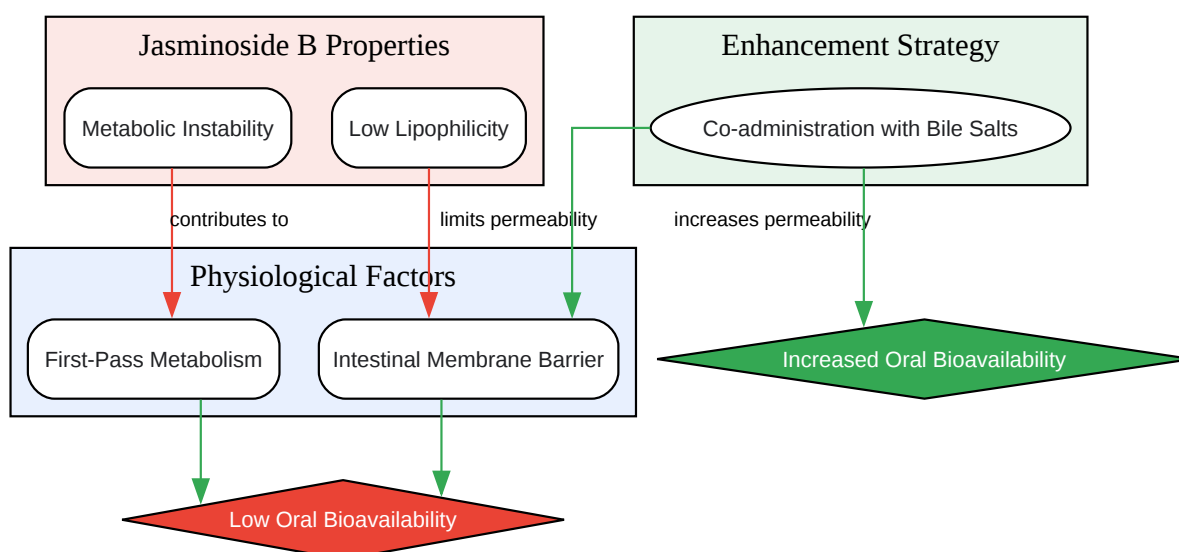 Jasminoside B Properties
Enhancement Strategy
Metabolic Instability
Low Lipophilicity
Co-administration with Bile Salts
contributes to
limits permeability
increases permeability
Physiological Factors
First-Pass Metabolism
Intestinal Membrane Barrier
Increased Oral Bioavailability
Low Oral Bioavailability